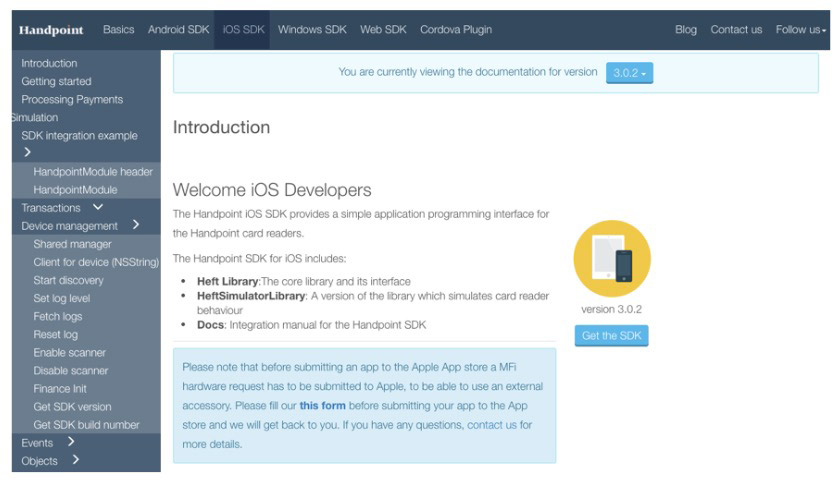 Handpoint Basics Android SDK iOS SDK Windows SDK Web SDK Cordova Plugin Blog Contact us Follow us
Introduction
Getting started
Processing Payments
Simulation
SDK integration example
HandpointModule header
HandpointModule
Transactions
Device management
Shared manager
Client for device (NSString)
Start discovery
Set log level
Fetch logs
Reset log
Enable scanner
Disable scanner
Finance Init
Get SDK version
Get SDK build number
Events
Objects
You are currently viewing the documentation for version 3.0.2
Introduction
Welcome iOS Developers
The Handpoint iOS SDK provides a simple application programming interface for
the Handpoint card readers.
The Handpoint SDK for iOS includes:
• Heft Library:The core library and its interface
• HeftSimulatorLibrary: A version of the library which simulates card reader
behaviour
• Docs: Integration manual for the Handpoint SDK
Please note that before submitting an app to the Apple App store a MFi
hardware request has to be submitted to Apple, to be able to use an external
accessory. Please fill our this form before submitting your app to the App
store and we will get back to you. If you have any questions, contact us for
more details.
version 3.0.2
Get the SDK